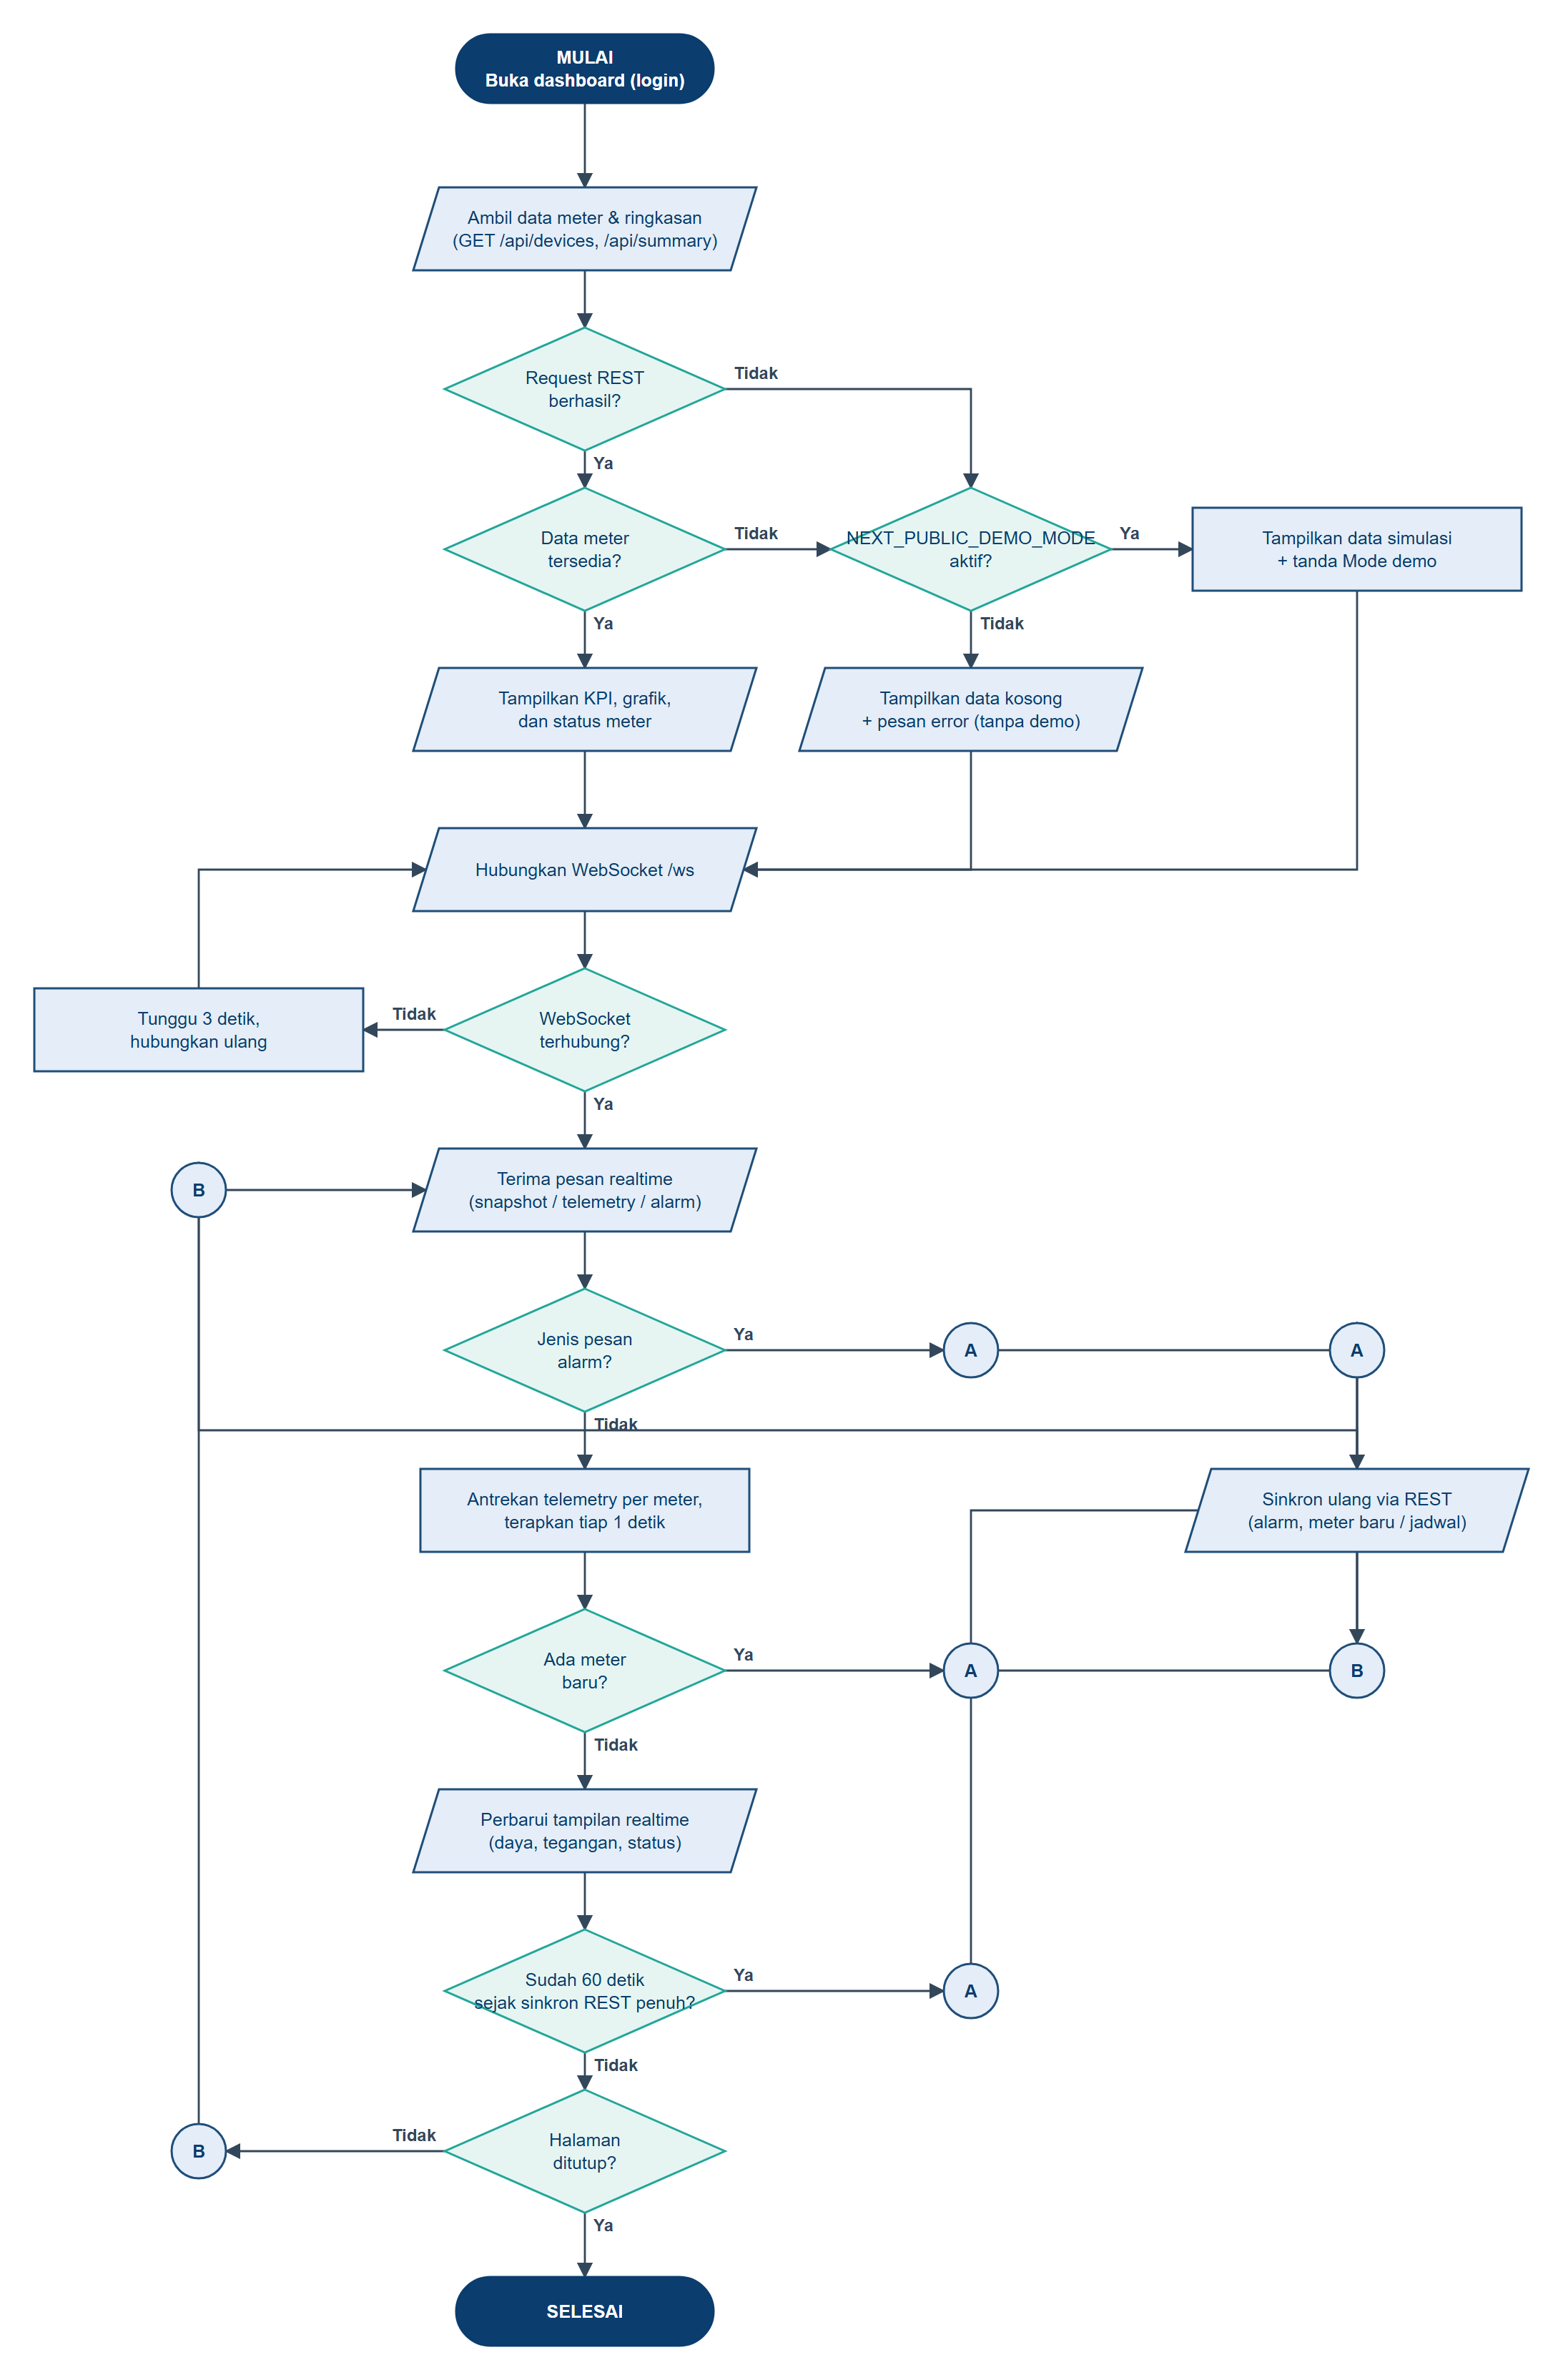 MULAI
Buka dashboard (login)
Ambil data meter & ringkasan
(GET /api/devices, /api/summary)
Request REST
berhasil?
Tidak
Ya
Data meter
tersedia?
Tidak
NEXT_PUBLIC_DEMO_MODE
aktif?
Ya
Tampilkan data simulasi
+ tanda Mode demo
Ya
Tidak
Tampilkan KPI, grafik,
dan status meter
Tampilkan data kosong
+ pesan error (tanpa demo)
Hubungkan WebSocket /ws
Tunggu 3 detik,
hubungkan ulang
Tidak
WebSocket
terhubung?
Ya
B
Terima pesan realtime
(snapshot / telemetry / alarm)
Jenis pesan
alarm?
Ya
A
A
Tidak
Antrekan telemetry per meter,
terapkan tiap 1 detik
Sinkron ulang via REST
(alarm, meter baru / jadwal)
Ada meter
baru?
Ya
A
B
Tidak
Perbarui tampilan realtime
(daya, tegangan, status)
Sudah 60 detik
sejak sinkron REST penuh?
Ya
A
Tidak
B
Tidak
Halaman
ditutup?
Ya
SELESAI